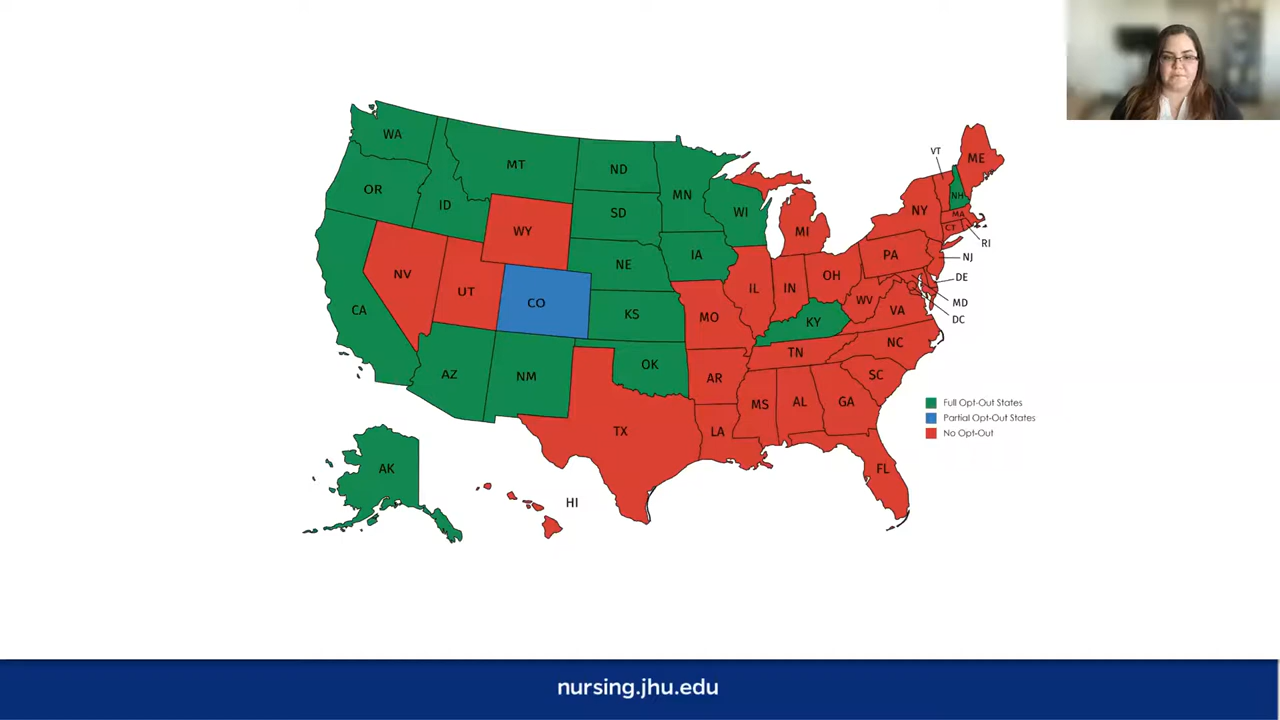 WA
MT
ND
MN
VT
ME
OR
ID
SD
WI
NH
NY
MA
WY
MI
CT
RI
NV
UT
NE
IA
PA
NJ
IL
IN
OH
DE
CO
CA
KS
MO
WV
VA
MD
KY
DC
NC
TN
AZ
NM
OK
AR
SC
MS
AL
GA
TX
LA
Full Opt-Out States
Partial Opt-Out States
No Opt-Out
AK
FL
HI
nursing.jhu.edu